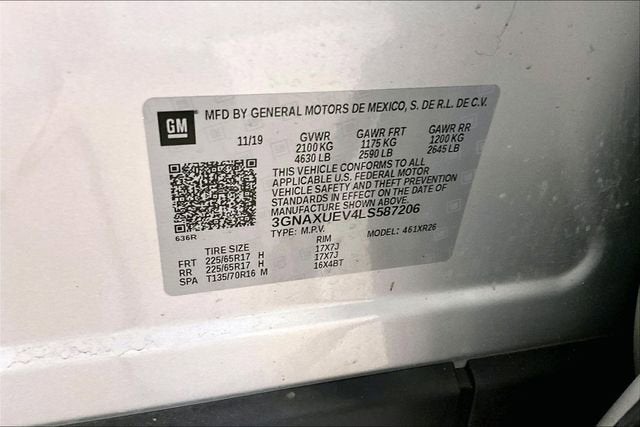 GM
MFD BY GENERAL MOTORS DE MEXICO, S. DE R.L. DE C.V.
11/19 GVWR GAWR FRT GAWR RR
2100 KG 1175 KG 1200 KG
4630 LB 2590 LB 2645 LB
THIS VEHICLE CONFORMS TO ALL
APPLICABLE U.S. FEDERAL MOTOR
VEHICLE SAFETY AND THEFT PREVENTION
STANDARDS IN EFFECT ON THE DATE OF
MANUFACTURE SHOWN ABOVE.
3GNAXUEV4LS587206
636R
TYPE: M.P.V. MODEL: 461XR26
TIRE SIZE RIM
FRT 225/65R17 H 17X7J
RR 225/65R17 H 17X7J
SPA T135/70R16 M 16X4BT